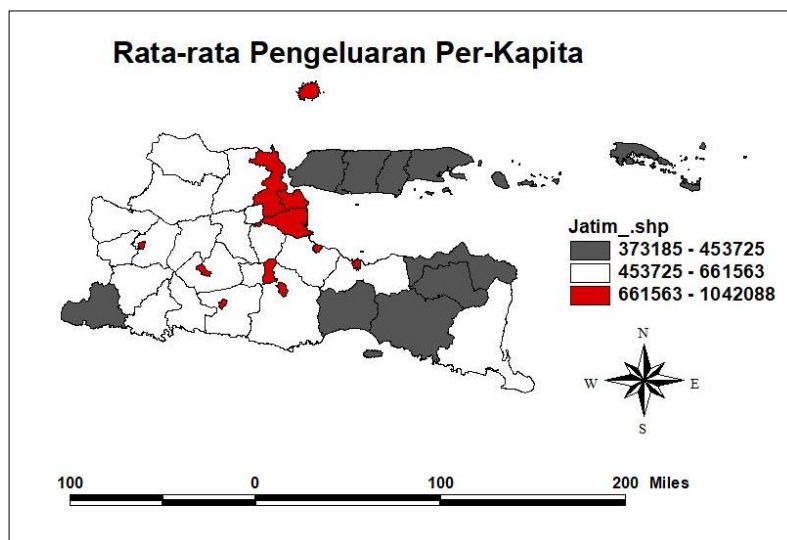 Rata-rata Pengeluaran Per-Kapita
Jatim_.shp
373185 - 453725
453725 - 661563
661563 - 1042088
N
W E
S
100 0 100 200 Miles